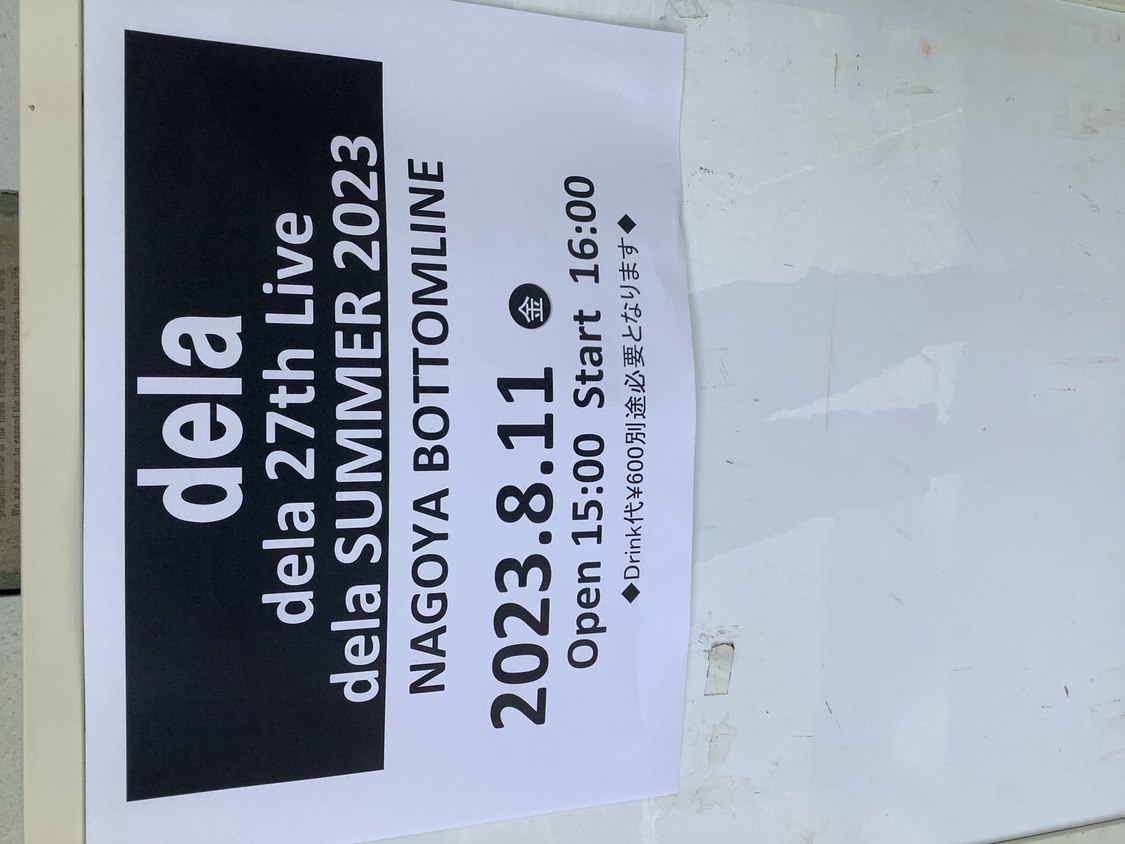 dela
dela 27th Live
dela SUMMER 2023
NAGOYA BOTTOMLINE
2023.8.11 金
Open 15:00 Start 16:00
◆Drink代¥600別途必要となります◆